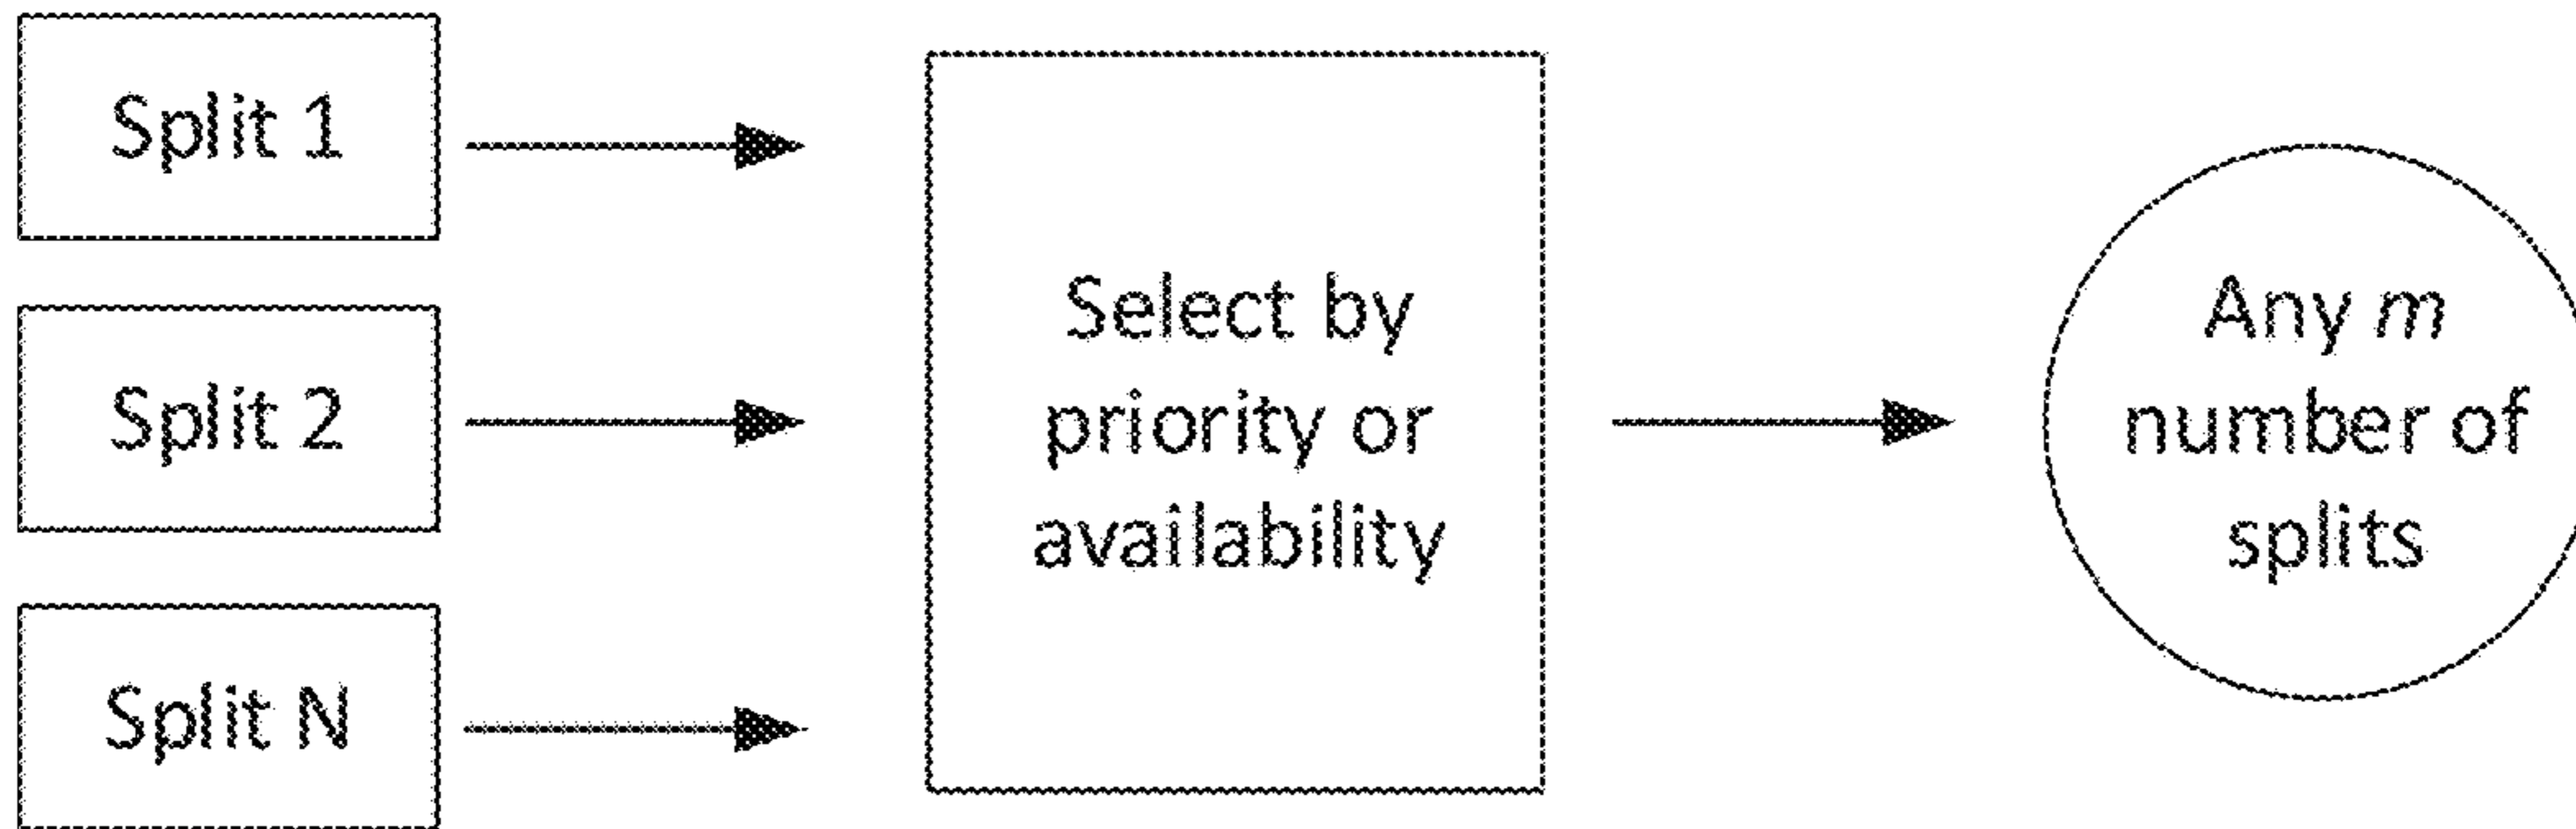 Split 1
Split 2
Split N
Select by
priority or
availability
Any m
number of
splits